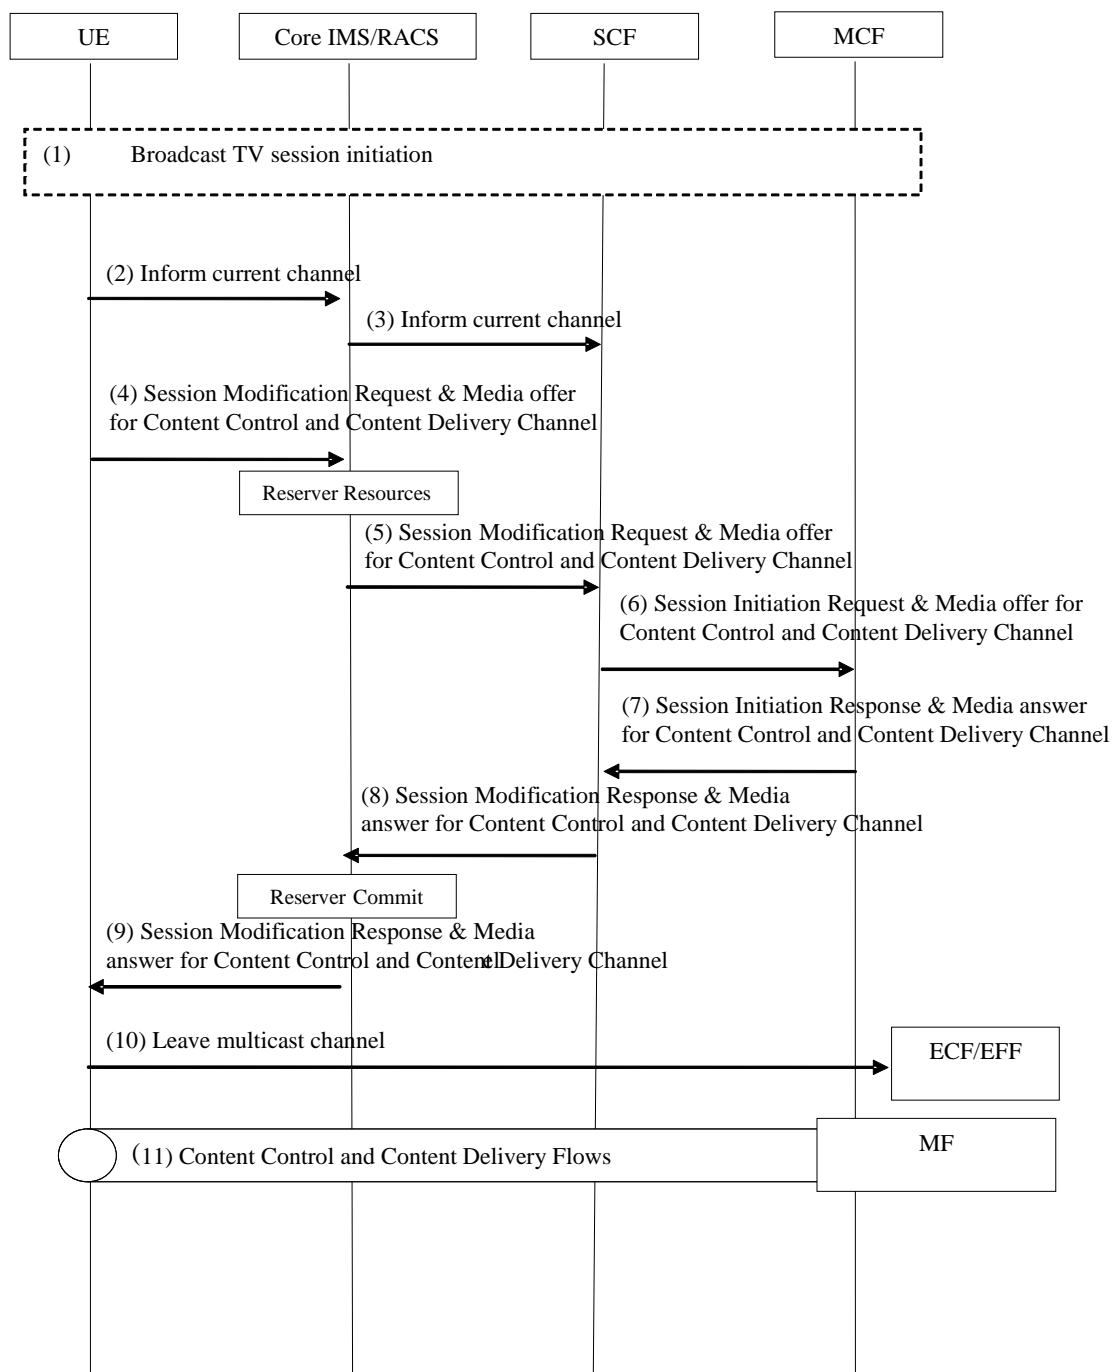 UE
Core IMS/RACS
SCF
MCF
(1) Broadcast TV session initiation
(2) Inform current channel
(3) Inform current channel
(4) Session Modification Request & Media offer
for Content Control and Content Delivery Channel
Reserver Resources
(5) Session Modification Request & Media offer
for Content Control and Content Delivery Channel
(6) Session Initiation Request & Media offer for
Content Control and Content Delivery Channel
(7) Session Initiation Response & Media answer
for Content Control and Content Delivery Channel
(8) Session Modification Response & Media
answer for Content Control and Content Delivery Channel
Reserver Commit
(9) Session Modification Response & Media
answer for Content Control and Content Delivery Channel
(10) Leave multicast channel
ECF/EFF
(11) Content Control and Content Delivery Flows
MF